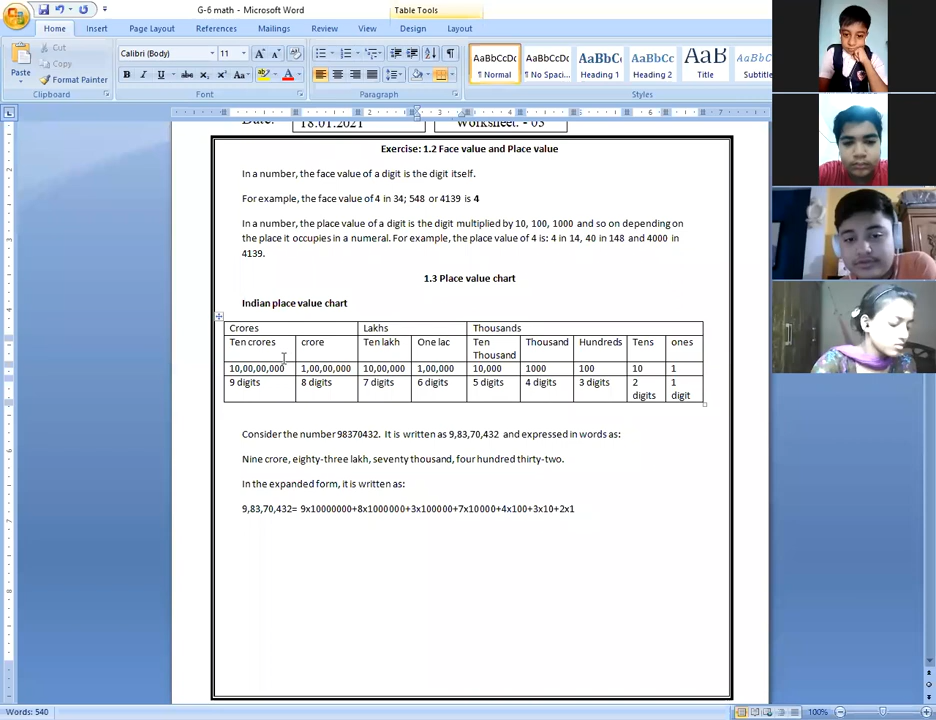 G-6 math - Microsoft Word
Table Tools
Home
Insert
Page Layout
References
Mailings
Review
View
Design
Layout
Cut
Copy
Format Painter
Paste
Clipboard
Calibri (Body)
11
Font
Paragraph
AaBbCcDc
¶ Normal
AaBbCcDc
¶ No Spaci...
AaBbC
Heading 1
AaBbCc
Heading 2
AaB
Title
AaBbCc
Subtitle
Styles
Date:
18.01.2021
Worksheet: - 03
Exercise: 1.2 Face value and Place value
In a number, the face value of a digit is the digit itself.
For example, the face value of 4 in 34; 548 or 4139 is 4
In a number, the place value of a digit is the digit multiplied by 10, 100, 1000 and so on depending on
the place it occupies in a numeral. For example, the place value of 4 is: 4 in 14, 40 in 148 and 4000 in
4139.
1.3 Place value chart
Indian place value chart
Crores Lakhs Thousands
Ten crores crore Ten lakh One lac Ten Thousand Thousand Hundreds Tens ones
10,00,00,000 1,00,00,000 10,00,000 1,00,000 10,000 1000 100 10 1
9 digits 8 digits 7 digits 6 digits 5 digits 4 digits 3 digits 2 digits 1 digit
Consider the number 98370432. It is written as 9,83,70,432 and expressed in words as:
Nine crore, eighty-three lakh, seventy thousand, four hundred thirty-two.
In the expanded form, it is written as:
9,83,70,432= 9x10000000+8x1000000+3x100000+7x10000+4x100+3x10+2x1
Words: 540
100%